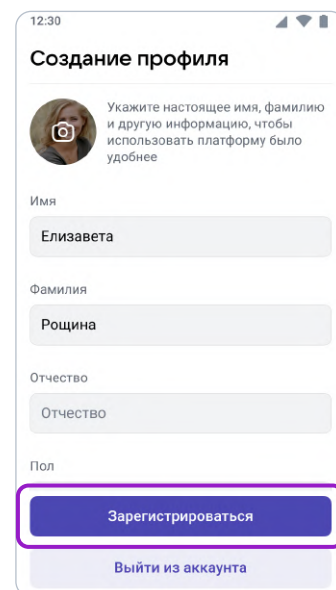 12:30
Создание профиля
Укажите настоящее имя, фамилию
и другую информацию, чтобы
использовать платформу было
удобнее
Имя
Елизавета
Фамилия
Рощина
Отчество
Отчество
Пол
Зарегистрироваться
Выйти из аккаунта